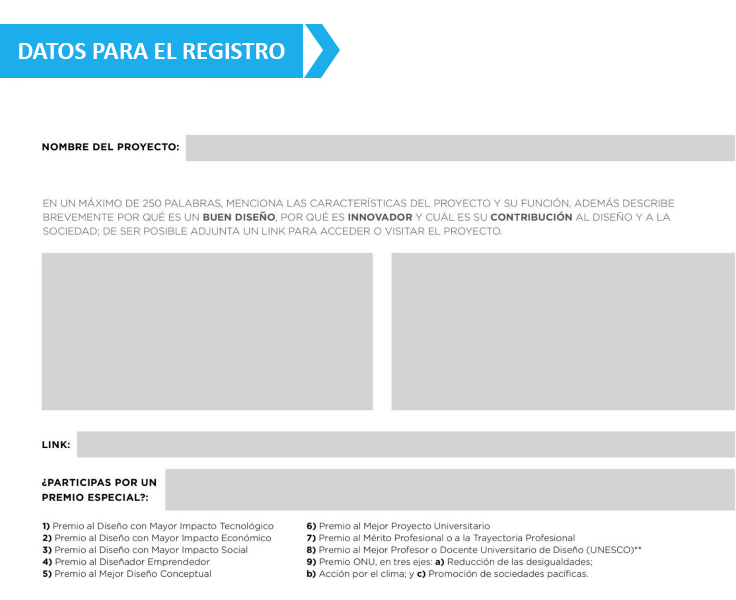 DATOS PARA EL REGISTRO
NOMBRE DEL PROYECTO:
EN UN MÁXIMO DE 250 PALABRAS, MENCIONA LAS CARACTERÍSTICAS DEL PROYECTO Y SU FUNCIÓN, ADEMÁS DESCRIBE
BREVEMENTE POR QUÉ ES UN BUEN DISEÑO, POR QUÉ ES INNOVADOR Y CUÁL ES SU CONTRIBUCIÓN AL DISEÑO Y A LA
SOCIEDAD; DE SER POSIBLE ADJUNTA UN LINK PARA ACCEDER O VISITAR EL PROYECTO.
LINK:
¿PARTICIPAS POR UN
PREMIO ESPECIAL?:
1) Premio al Diseño con Mayor Impacto Tecnológico
2) Premio al Diseño con Mayor Impacto Económico
3) Premio al Diseño con Mayor Impacto Social
4) Premio al Diseñador Emprendedor
5) Premio al Mejor Diseño Conceptual
6) Premio al Mejor Proyecto Universitario
7) Premio al Mérito Profesional o a la Trayectoria Profesional
8) Premio al Mejor Profesor o Docente Universitario de Diseño (UNESCO)**
9) Premio ONU, en tres ejes: a) Reducción de las desigualdades;
b) Acción por el clima; y c) Promoción de sociedades pacíficas.